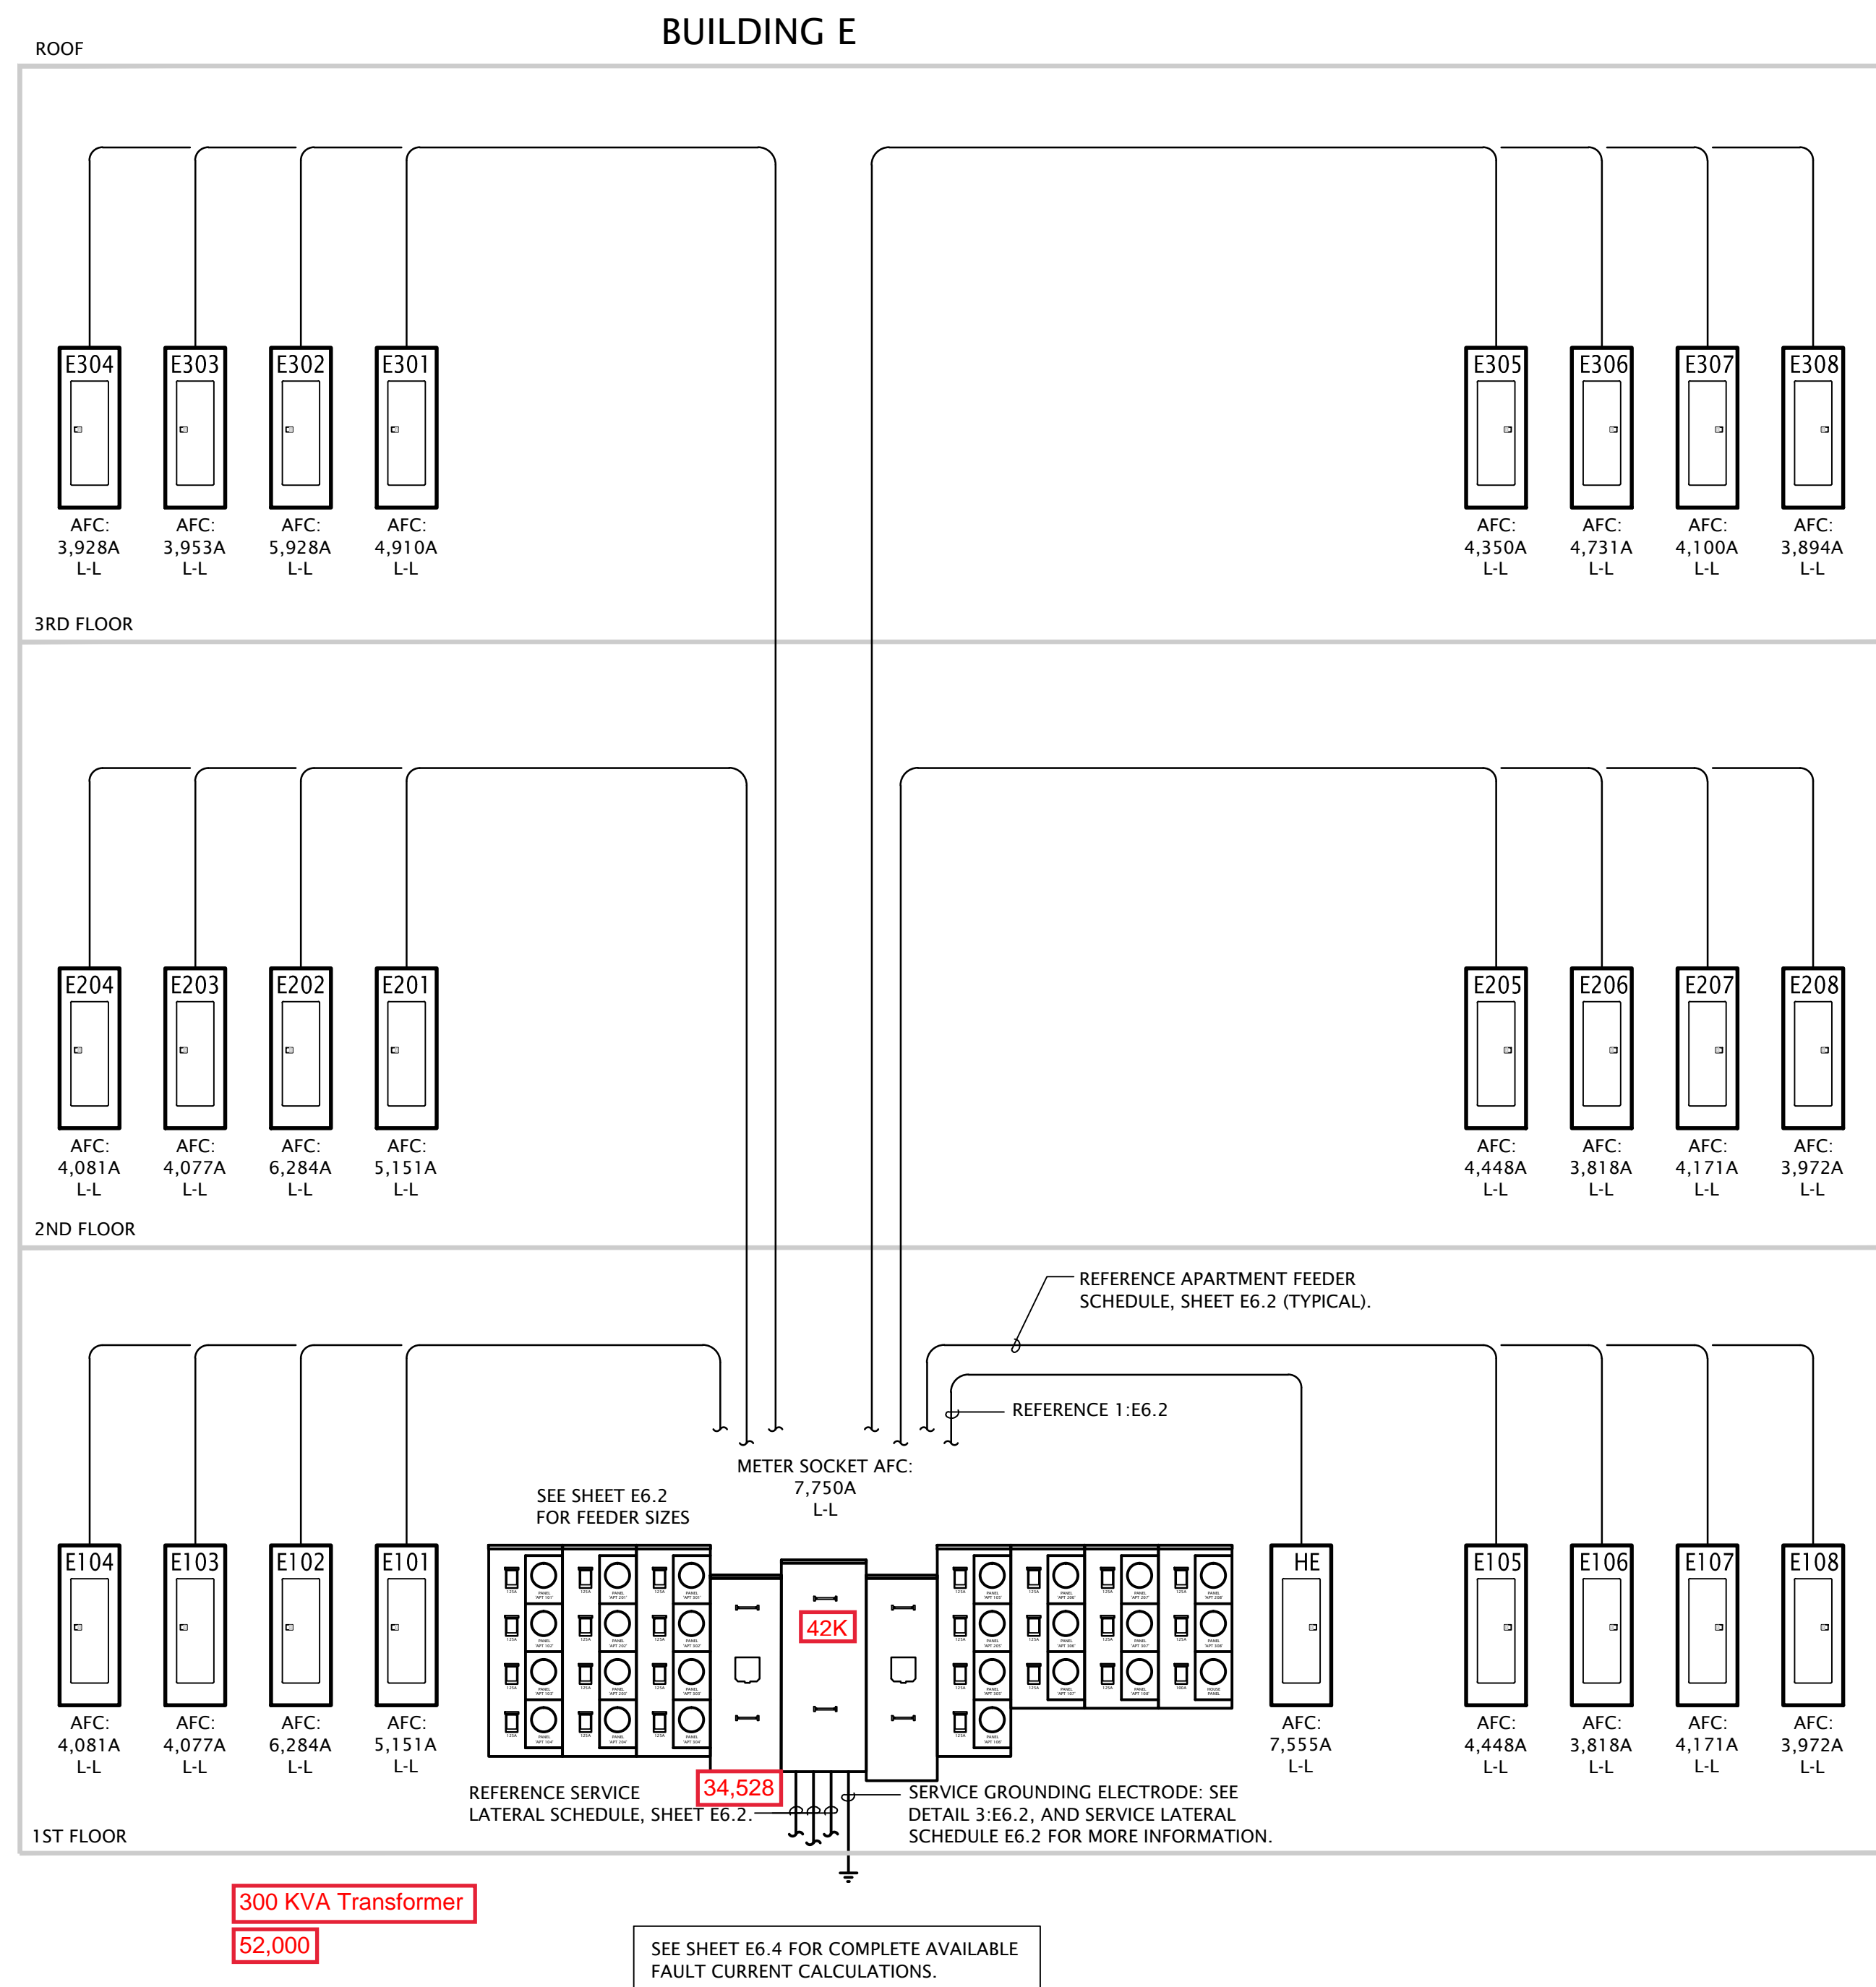 BUILDING E
ROOF
E304 E303 E302 E301 E305 E306 E307 E308
AFC: AFC: AFC: AFC: AFC: AFC: AFC: AFC:
3,928A 3,953A 5,928A 4,910A 4,350A 4,731A 4,100A 3,894A
L-L L-L L-L L-L L-L L-L L-L L-L
3RD FLOOR
E204 E203 E202 E201 E205 E206 E207 E208
AFC: AFC: AFC: AFC: AFC: AFC: AFC: AFC:
4,081A 4,077A 6,284A 5,151A 4,448A 3,818A 4,171A 3,972A
L-L L-L L-L L-L L-L L-L L-L L-L
2ND FLOOR
REFERENCE APARTMENT FEEDER
SCHEDULE, SHEET E6.2 (TYPICAL).
REFERENCE 1:E6.2
METER SOCKET AFC:
7,750A
L-L
SEE SHEET E6.2
FOR FEEDER SIZES
E104 E103 E102 E101 HE E105 E106 E107 E108
42K
AFC: AFC: AFC: AFC: AFC: AFC: AFC: AFC: AFC:
4,081A 4,077A 6,284A 5,151A 7,555A 4,448A 3,818A 4,171A 3,972A
L-L L-L L-L L-L L-L L-L L-L L-L L-L
34,528
REFERENCE SERVICE
LATERAL SCHEDULE, SHEET E6.2.
SERVICE GROUNDING ELECTRODE: SEE
DETAIL 3:E6.2, AND SERVICE LATERAL
SCHEDULE E6.2 FOR MORE INFORMATION.
1ST FLOOR
300 KVA Transformer
52,000
SEE SHEET E6.4 FOR COMPLETE AVAILABLE
FAULT CURRENT CALCULATIONS.